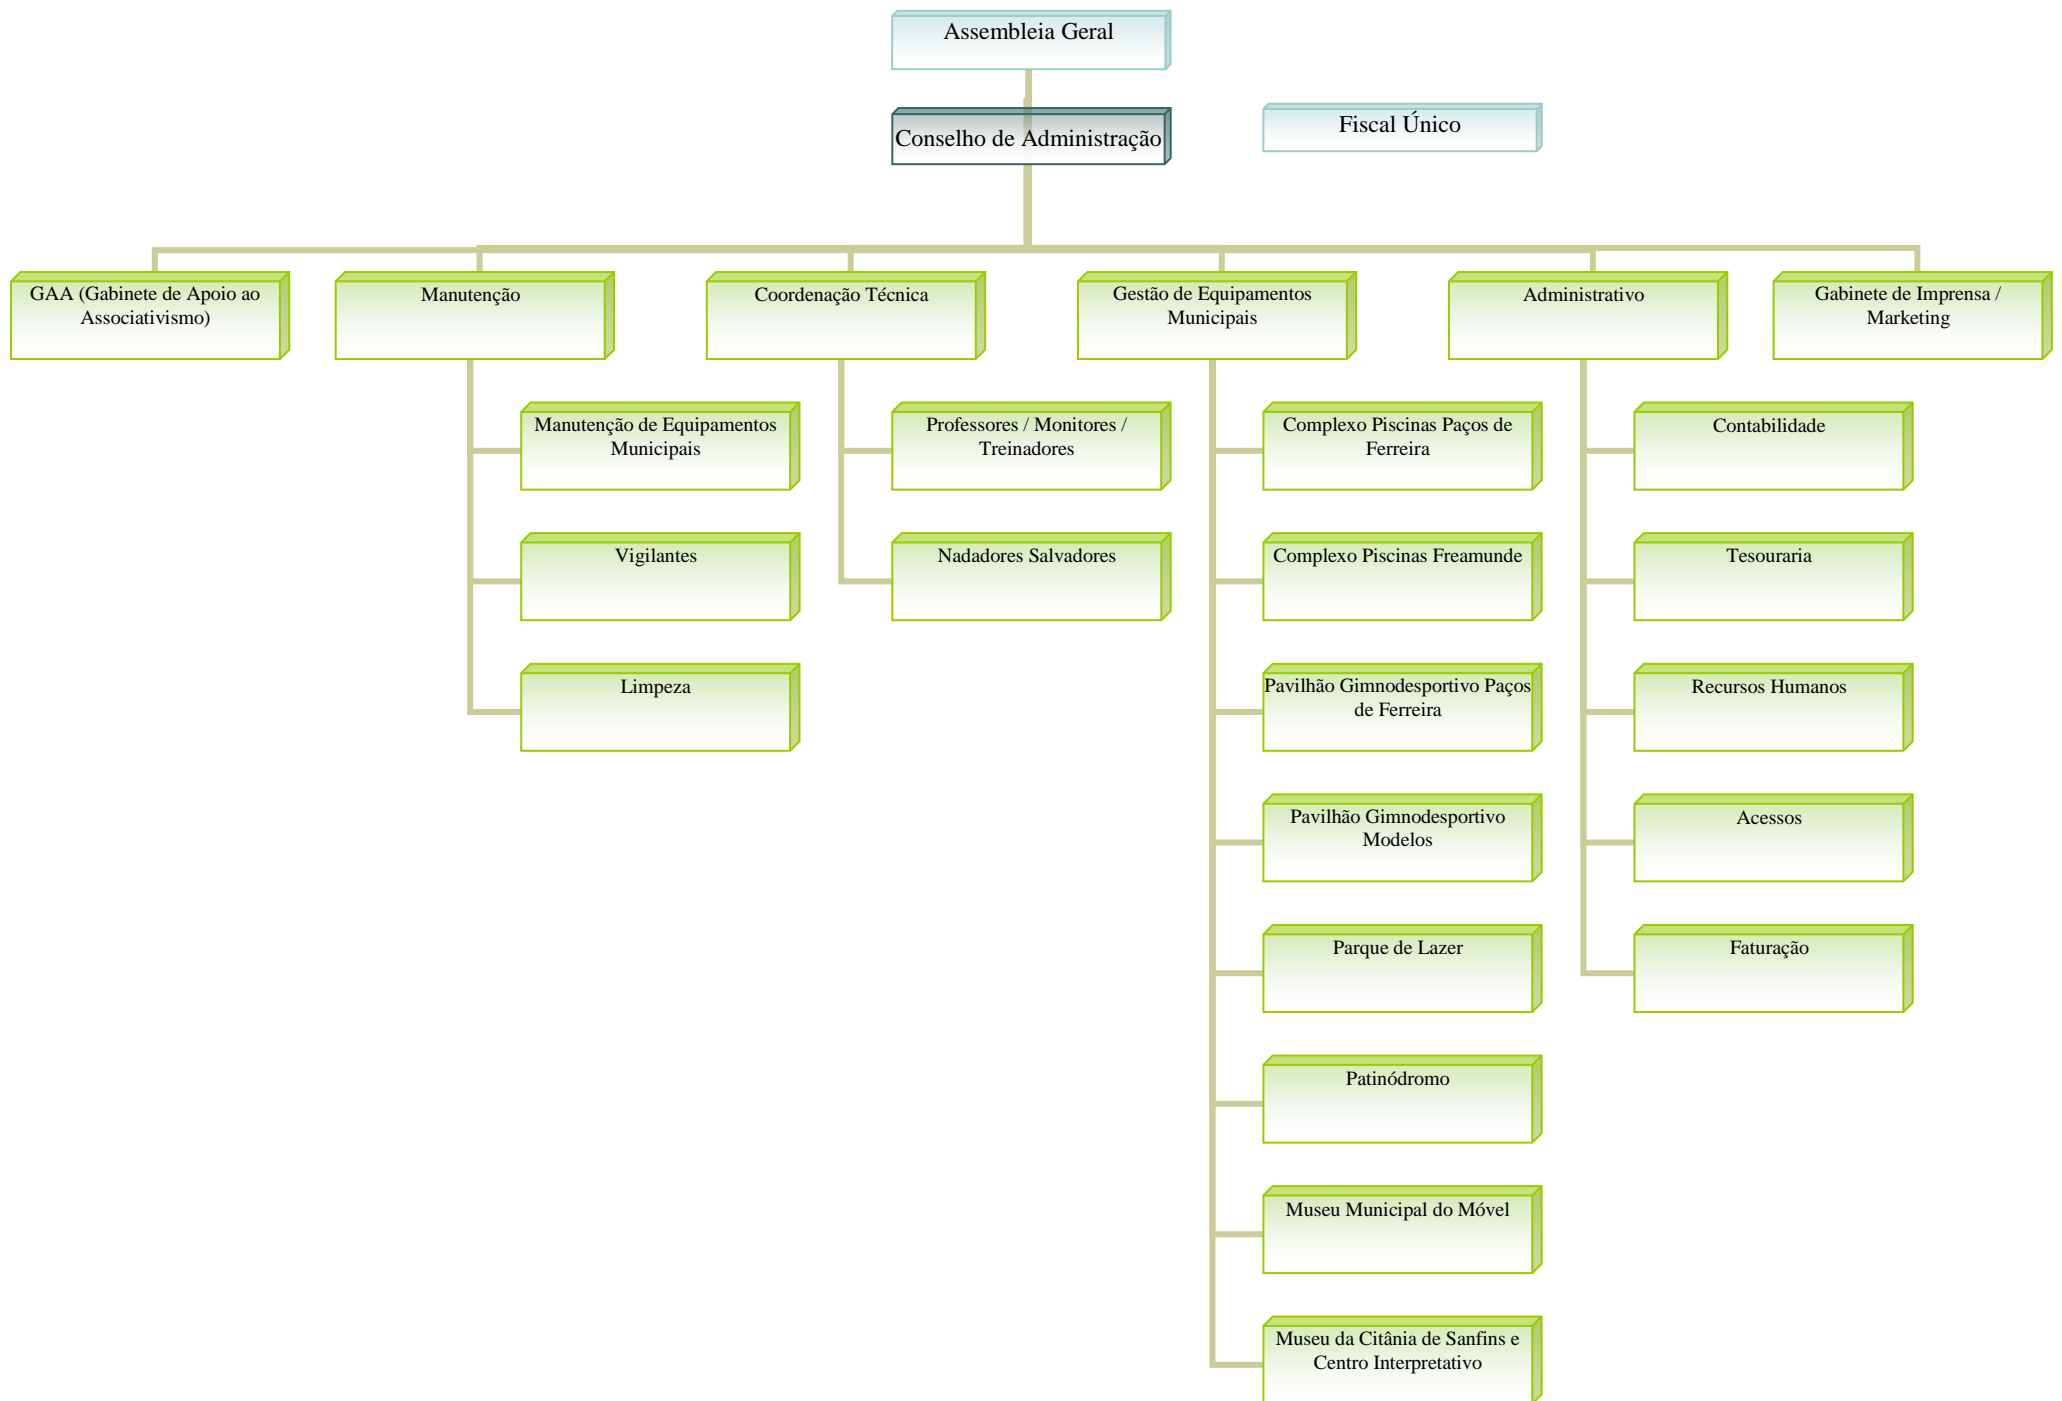 Assembleia Geral
Conselho de Administração
Fiscal Único
GAA (Gabinete de Apoio ao
Associativismo)
Manutenção
Coordenação Técnica
Gestão de Equipamentos
Municipais
Administrativo
Gabinete de Imprensa /
Marketing
Manutenção de Equipamentos
Municipais
Vigilantes
Limpeza
Professores / Monitores /
Treinadores
Nadadores Salvadores
Complexo Piscinas Paços de
Ferreira
Complexo Piscinas Freamunde
Pavilhão Gimnodesportivo Paços
de Ferreira
Pavilhão Gimnodesportivo
Modelos
Parque de Lazer
Patinódromo
Museu Municipal do Móvel
Museu da Citânia de Sanfins e
Centro Interpretativo
Contabilidade
Tesouraria
Recursos Humanos
Acessos
Faturação